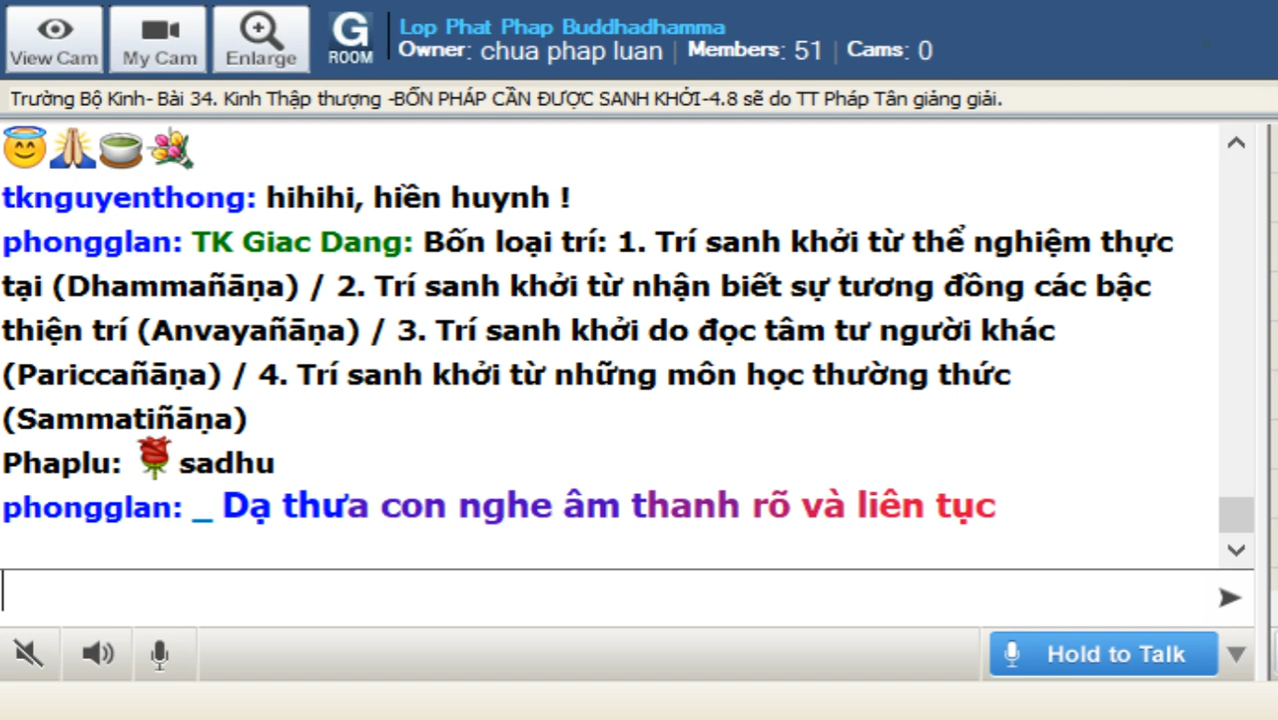 View Cam
My Cam
Enlarge
G
ROOM
Lop Phat Phap Buddhadhamma
Owner: chua phap luan | Members: 51 | Cams: 0
Trường Bộ Kinh- Bài 34. Kinh Thập thượng -BỐN PHÁP CẦN ĐƯỢC SANH KHỞI-4.8 sẽ do TT Pháp Tân giảng giải.
tknguyenthong: hihihi, hiền huynh !
phongglan: TK Giac Dang: Bốn loại trí: 1. Trí sanh khởi từ thể nghiệm thực
tại (Dhammañāṇa) / 2. Trí sanh khởi từ nhận biết sự tương đồng các bậc
thiện trí (Anvayañāṇa) / 3. Trí sanh khởi do đọc tâm tư người khác
(Pariccañāṇa) / 4. Trí sanh khởi từ những môn học thường thức
(Sammatiñāṇa)
Phaplu: sadhu
phongglan: _ Dạ thưa con nghe âm thanh rõ và liên tục
Hold to Talk